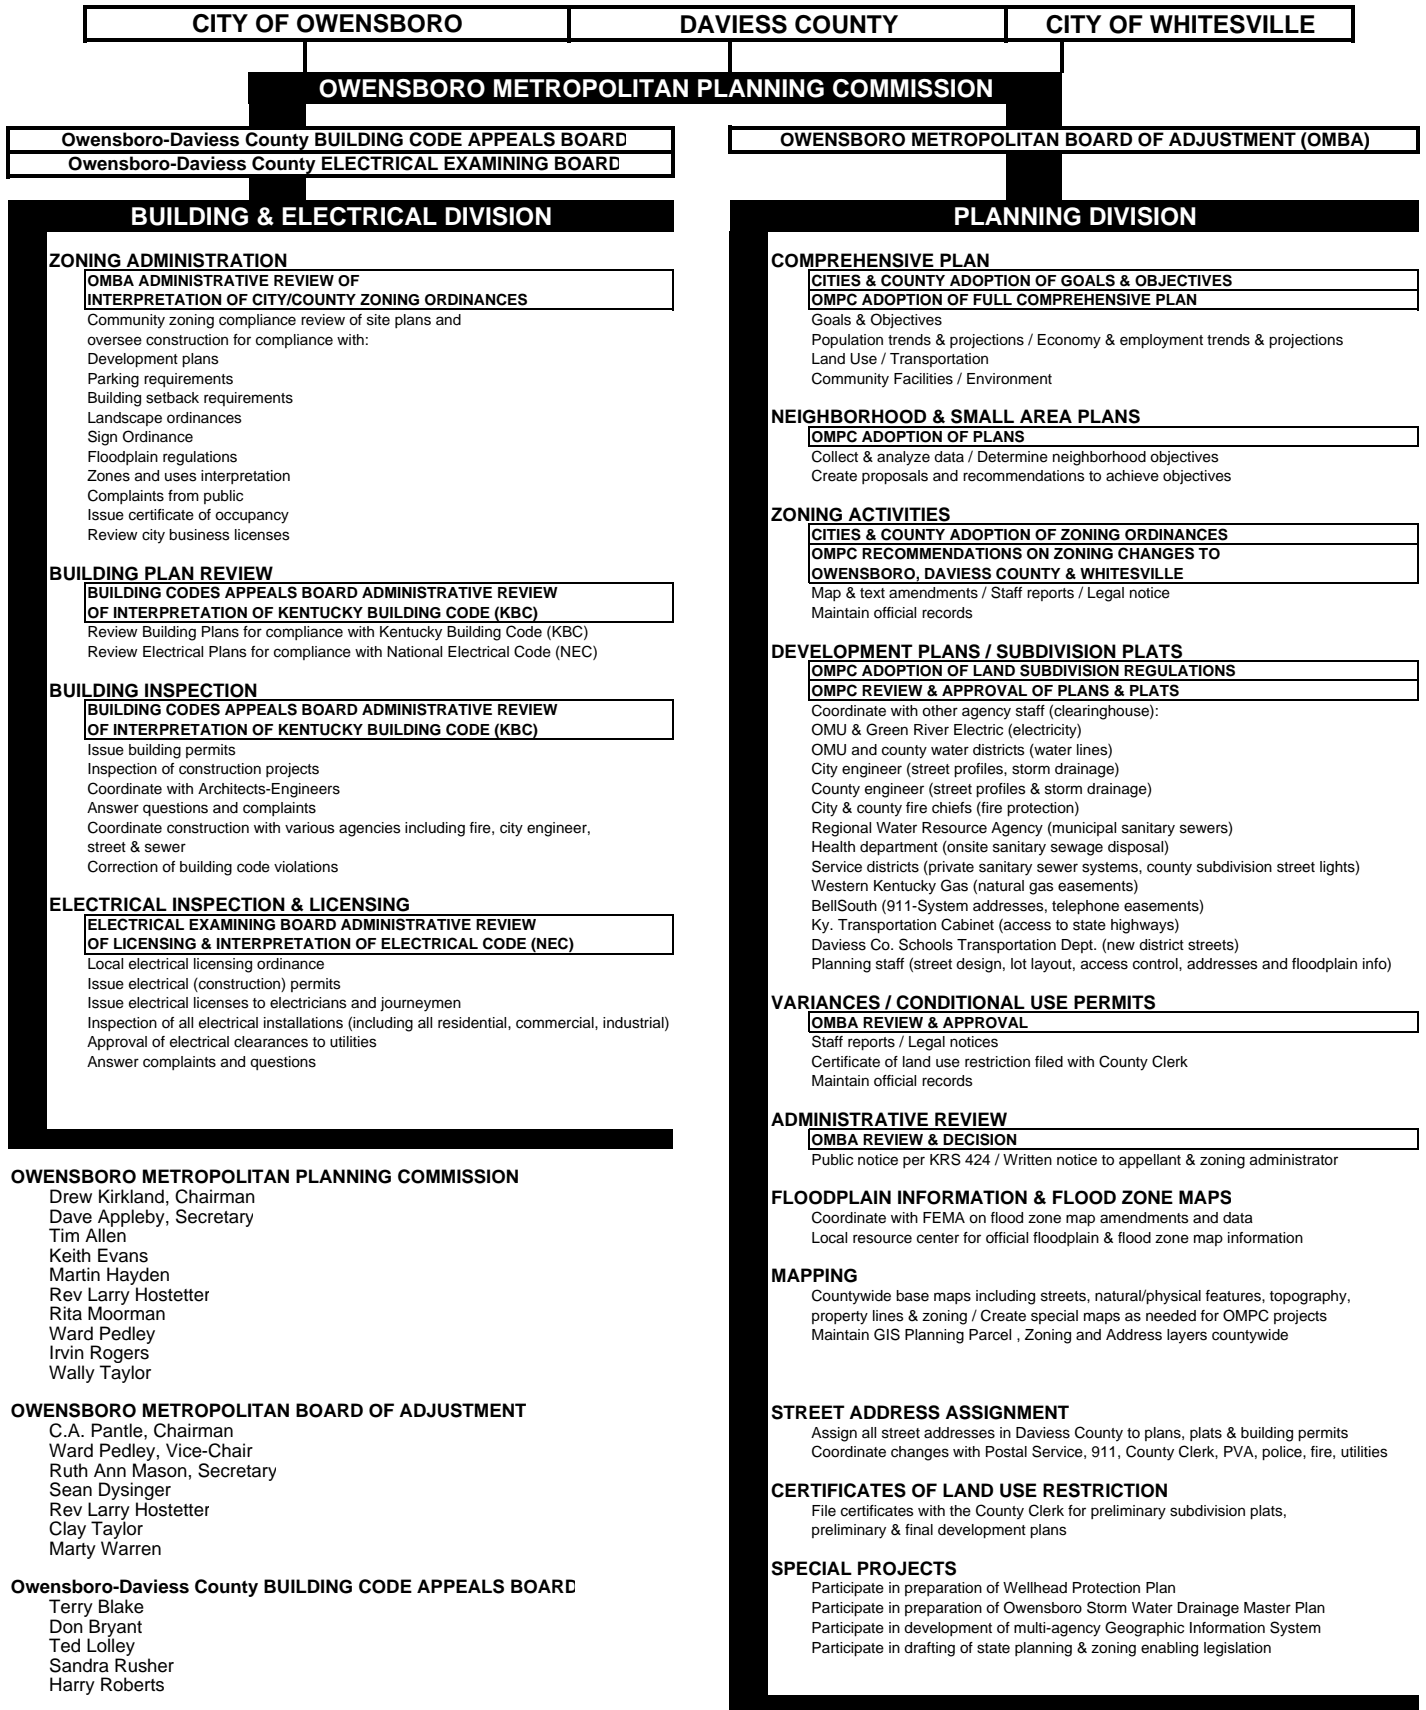 CITY OF OWENSBORO
DAVIESS COUNTY
CITY OF WHITESVILLE
OWENSBORO METROPOLITAN PLANNING COMMISSION
Owensboro-Daviess County BUILDING CODE APPEALS BOARD
Owensboro-Daviess County ELECTRICAL EXAMINING BOARD
OWENSBORO METROPOLITAN BOARD OF ADJUSTMENT (OMBA)
BUILDING & ELECTRICAL DIVISION
ZONING ADMINISTRATION
OMBA ADMINISTRATIVE REVIEW OF
INTERPRETATION OF CITY/COUNTY ZONING ORDINANCES
Community zoning compliance review of site plans and
oversee construction for compliance with:
Development plans
Parking requirements
Building setback requirements
Landscape ordinances
Sign Ordinance
Floodplain regulations
Zones and uses interpretation
Complaints from public
Issue certificate of occupancy
Review city business licenses
BUILDING PLAN REVIEW
BUILDING CODES APPEALS BOARD ADMINISTRATIVE REVIEW
OF INTERPRETATION OF KENTUCKY BUILDING CODE (KBC)
Review Building Plans for compliance with Kentucky Building Code (KBC)
Review Electrical Plans for compliance with National Electrical Code (NEC)
BUILDING INSPECTION
BUILDING CODES APPEALS BOARD ADMINISTRATIVE REVIEW
OF INTERPRETATION OF KENTUCKY BUILDING CODE (KBC)
Issue building permits
Inspection of construction projects
Coordinate with Architects-Engineers
Answer questions and complaints
Coordinate construction with various agencies including fire, city engineer,
street & sewer
Correction of building code violations
ELECTRICAL INSPECTION & LICENSING
ELECTRICAL EXAMINING BOARD ADMINISTRATIVE REVIEW
OF LICENSING & INTERPRETATION OF ELECTRICAL CODE (NEC)
Local electrical licensing ordinance
Issue electrical (construction) permits
Issue electrical licenses to electricians and journeymen
Inspection of all electrical installations (including all residential, commercial, industrial)
Approval of electrical clearances to utilities
Answer complaints and questions
OWENSBORO METROPOLITAN PLANNING COMMISSION
Drew Kirkland, Chairman
Dave Appleby, Secretary
Tim Allen
Keith Evans
Martin Hayden
Rev Larry Hostetter
Rita Moorman
Ward Pedley
Irvin Rogers
Wally Taylor
OWENSBORO METROPOLITAN BOARD OF ADJUSTMENT
C.A. Pantle, Chairman
Ward Pedley, Vice-Chair
Ruth Ann Mason, Secretary
Sean Dysinger
Rev Larry Hostetter
Clay Taylor
Marty Warren
Owensboro-Daviess County BUILDING CODE APPEALS BOARD
Terry Blake
Don Bryant
Ted Lolley
Sandra Rusher
Harry Roberts
PLANNING DIVISION
COMPREHENSIVE PLAN
CITIES & COUNTY ADOPTION OF GOALS & OBJECTIVES
OMPC ADOPTION OF FULL COMPREHENSIVE PLAN
Goals & Objectives
Population trends & projections / Economy & employment trends & projections
Land Use / Transportation
Community Facilities / Environment
NEIGHBORHOOD & SMALL AREA PLANS
OMPC ADOPTION OF PLANS
Collect & analyze data / Determine neighborhood objectives
Create proposals and recommendations to achieve objectives
ZONING ACTIVITIES
CITIES & COUNTY ADOPTION OF ZONING ORDINANCES
OMPC RECOMMENDATIONS ON ZONING CHANGES TO
OWENSBORO, DAVIESS COUNTY & WHITESVILLE
Map & text amendments / Staff reports / Legal notice
Maintain official records
DEVELOPMENT PLANS / SUBDIVISION PLATS
OMPC ADOPTION OF LAND SUBDIVISION REGULATIONS
OMPC REVIEW & APPROVAL OF PLANS & PLATS
Coordinate with other agency staff (clearinghouse):
OMU & Green River Electric (electricity)
OMU and county water districts (water lines)
City engineer (street profiles, storm drainage)
County engineer (street profiles & storm drainage)
City & county fire chiefs (fire protection)
Regional Water Resource Agency (municipal sanitary sewers)
Health department (onsite sanitary sewage disposal)
Service districts (private sanitary sewer systems, county subdivision street lights)
Western Kentucky Gas (natural gas easements)
BellSouth (911-System addresses, telephone easements)
Ky. Transportation Cabinet (access to state highways)
Daviess Co. Schools Transportation Dept. (new district streets)
Planning staff (street design, lot layout, access control, addresses and floodplain info)
VARIANCES / CONDITIONAL USE PERMITS
OMBA REVIEW & APPROVAL
Staff reports / Legal notices
Certificate of land use restriction filed with County Clerk
Maintain official records
ADMINISTRATIVE REVIEW
OMBA REVIEW & DECISION
Public notice per KRS 424 / Written notice to appellant & zoning administrator
FLOODPLAIN INFORMATION & FLOOD ZONE MAPS
Coordinate with FEMA on flood zone map amendments and data
Local resource center for official floodplain & flood zone map information
MAPPING
Countywide base maps including streets, natural/physical features, topography,
property lines & zoning / Create special maps as needed for OMPC projects
Maintain GIS Planning Parcel , Zoning and Address layers countywide
STREET ADDRESS ASSIGNMENT
Assign all street addresses in Daviess County to plans, plats & building permits
Coordinate changes with Postal Service, 911, County Clerk, PVA, police, fire, utilities
CERTIFICATES OF LAND USE RESTRICTION
File certificates with the County Clerk for preliminary subdivision plats,
preliminary & final development plans
SPECIAL PROJECTS
Participate in preparation of Wellhead Protection Plan
Participate in preparation of Owensboro Storm Water Drainage Master Plan
Participate in development of multi-agency Geographic Information System
Participate in drafting of state planning & zoning enabling legislation